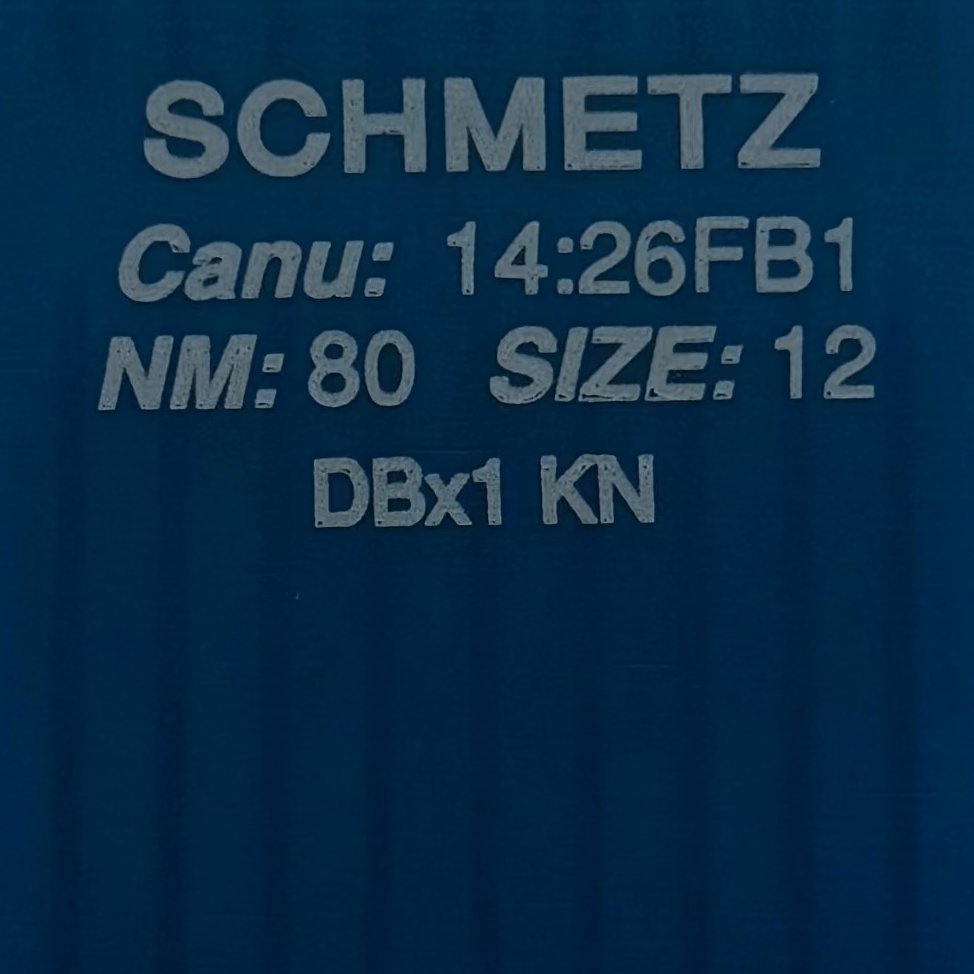 SCHMETZ
Canu: 14:26FB1
NM: 80 SIZE: 12
DBx1 KN